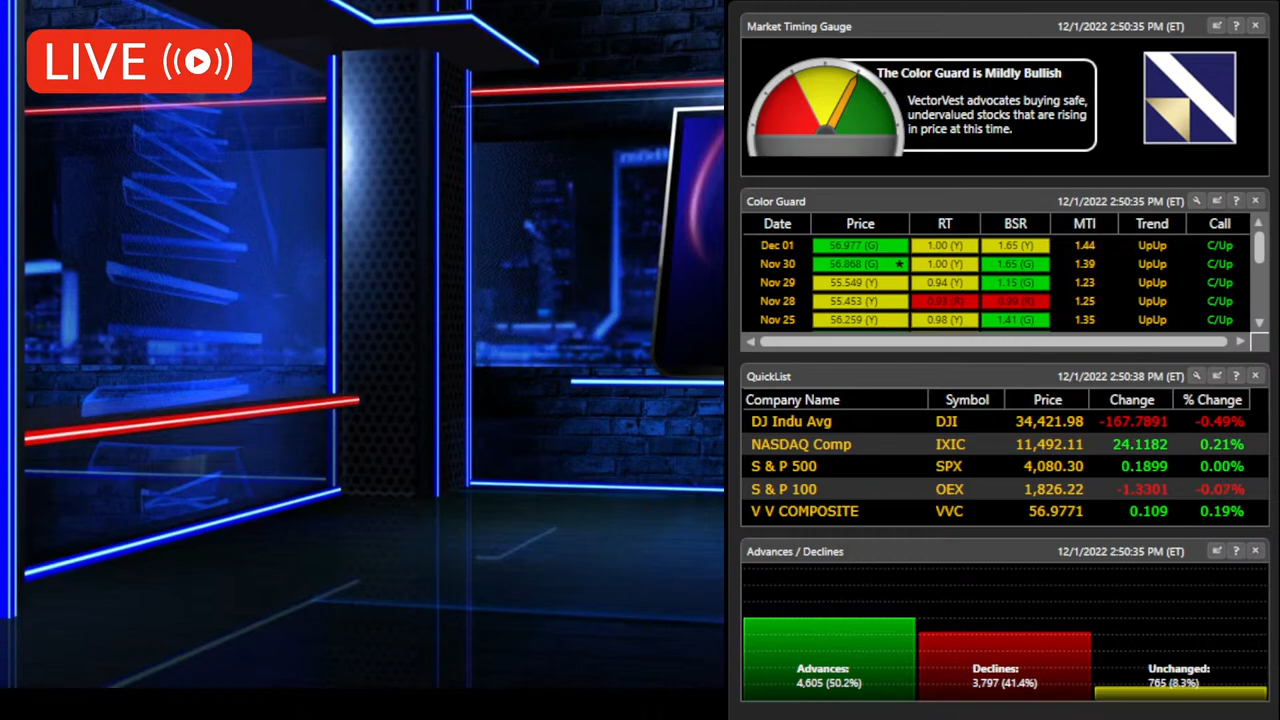 LIVE
Market Timing Gauge 12/1/2022 2:50:35 PM (ET) ?
The Color Guard is Mildly Bullish
VectorVest advocates buying safe,
undervalued stocks that are rising
in price at this time.
Color Guard 12/1/2022 2:50:35 PM (ET) ?
Date Price RT BSR MTI Trend Call
Dec 01 56.977 (G) 1.00 (Y) 1.65 (Y) 1.44 UpUp C/Up
Nov 30 56.868 (G) ★ 1.00 (Y) 1.65 (G) 1.39 UpUp C/Up
Nov 29 55.549 (Y) 0.94 (Y) 1.15 (G) 1.23 UpUp C/Up
Nov 28 55.453 (Y) 0.93 (R) 0.99 (R) 1.25 UpUp C/Up
Nov 25 56.259 (Y) 0.98 (Y) 1.41 (G) 1.35 UpUp C/Up
QuickList 12/1/2022 2:50:38 PM (ET) ?
Company Name Symbol Price Change % Change
DJ Indu Avg DJI 34,421.98 -167.7891 -0.49%
NASDAQ Comp IXIC 11,492.11 24.1182 0.21%
S & P 500 SPX 4,080.30 0.1899 0.00%
S & P 100 OEX 1,826.22 -1.3301 -0.07%
V V COMPOSITE VVC 56.9771 0.109 0.19%
Advances / Declines 12/1/2022 2:50:35 PM (ET) ?
Advances: Declines: Unchanged:
4,605 (50.2%) 3,797 (41.4%) 765 (8.3%)